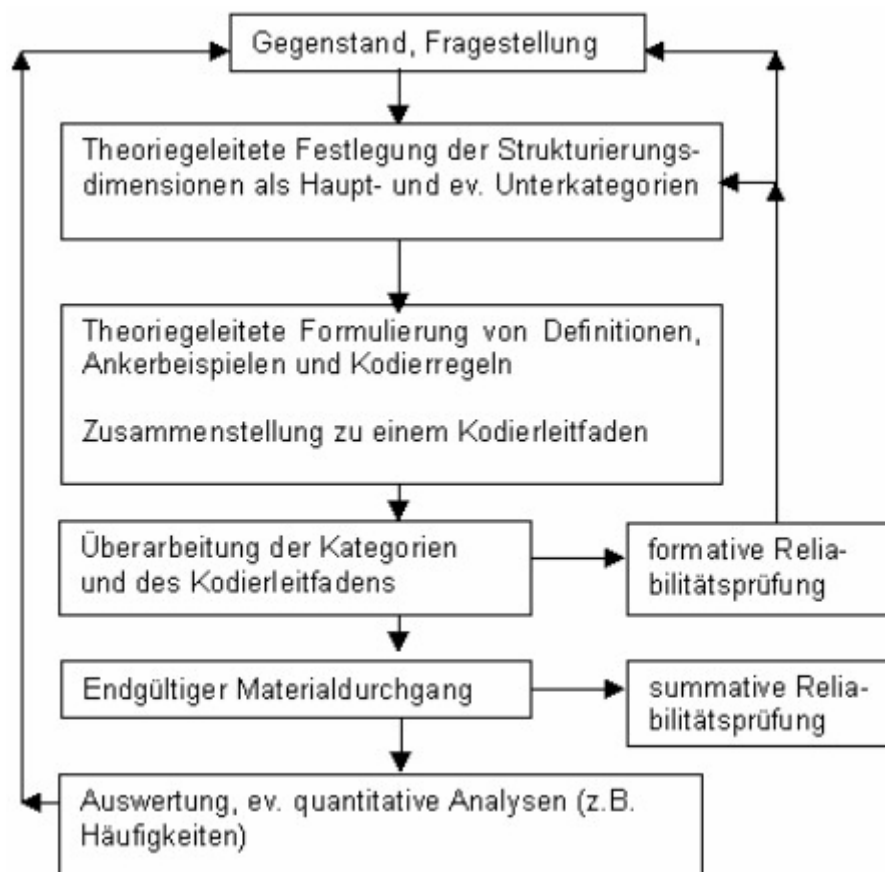 Gegenstand, Fragestellung
Theoriegeleitete Festlegung der Strukturierungs-
dimensionen als Haupt- und ev. Unterkategorien
Theoriegeleitete Formulierung von Definitionen,
Ankerbeispielen und Kodierregeln
Zusammenstellung zu einem Kodierleitfaden
Überarbeitung der Kategorien
und des Kodierleitfadens
formative Relia-
bilitätsprüfung
Endgültiger Materialdurchgang
summative Relia-
bilitätsprüfung
Auswertung, ev. quantitative Analysen (z.B.
Häufigkeiten)